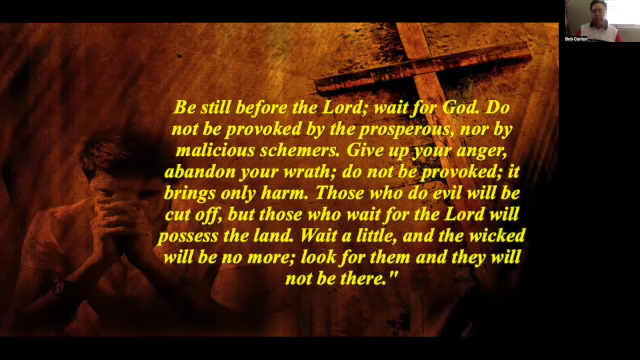 Be still before the Lord; wait for God. Do
not be provoked by the prosperous, nor by
malicious schemers. Give up your anger,
abandon your wrath; do not be provoked; it
brings only harm. Those who do evil will be
cut off, but those who wait for the Lord will
possess the land. Wait a little, and the wicked
will be no more; look for them and they will
not be there."